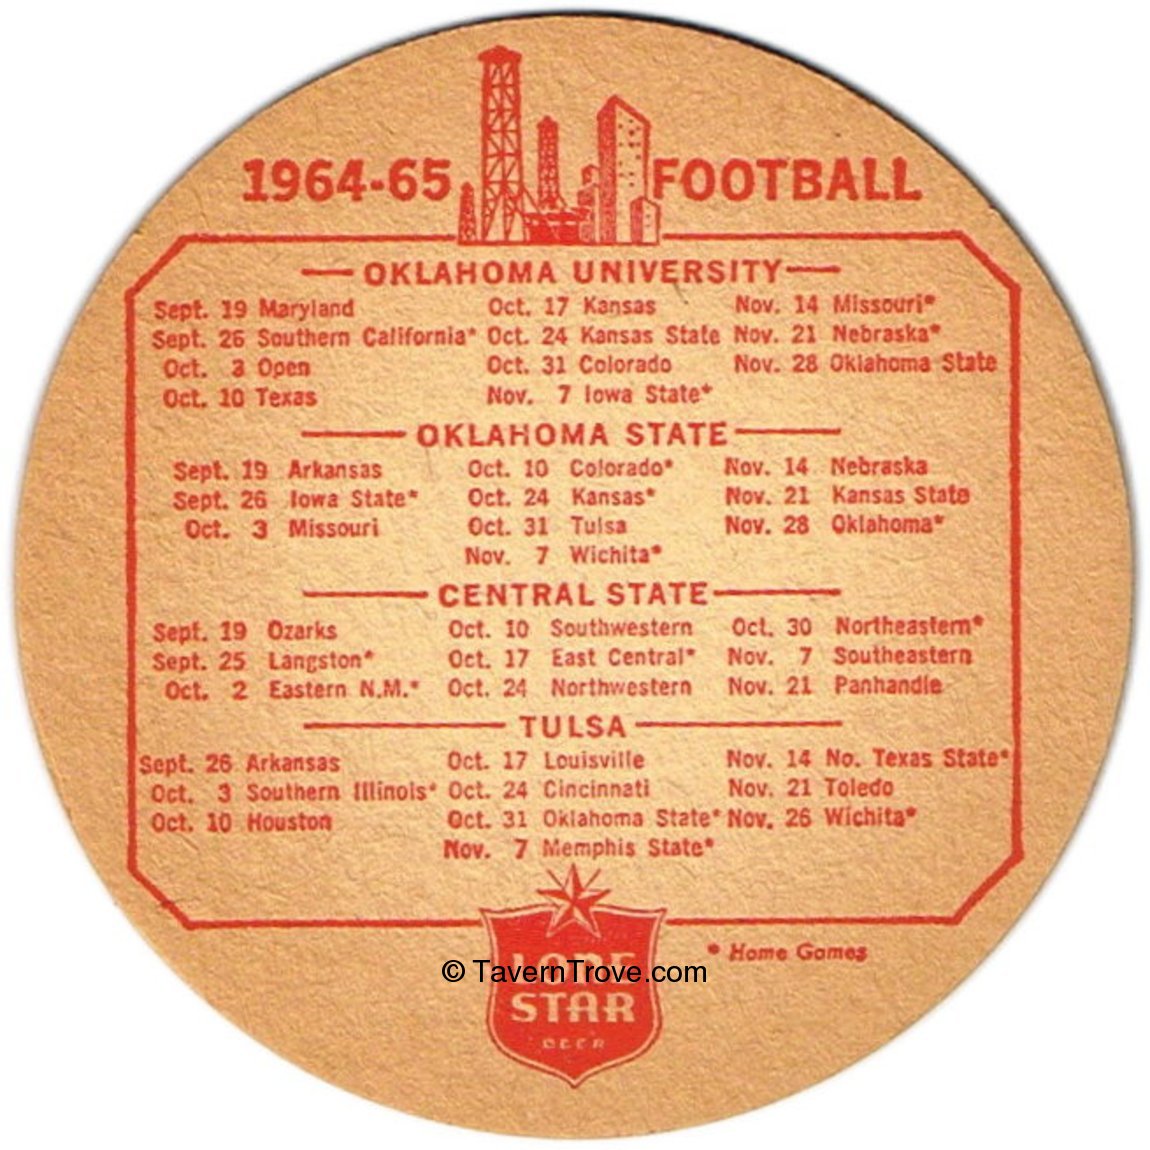 1964-65 FOOTBALL
OKLAHOMA UNIVERSITY
Sept. 19 Maryland Oct. 17 Kansas Nov. 14 Missouri*
Sept. 26 Southern California* Oct. 24 Kansas State Nov. 21 Nebraska*
Oct. 3 Open Oct. 31 Colorado Nov. 28 Oklahoma State
Oct. 10 Texas Nov. 7 Iowa State*
OKLAHOMA STATE
Sept. 19 Arkansas Oct. 10 Colorado* Nov. 14 Nebraska
Sept. 26 Iowa State* Oct. 24 Kansas* Nov. 21 Kansas State
Oct. 3 Missouri Oct. 31 Tulsa Nov. 28 Oklahoma*
Nov. 7 Wichita*
CENTRAL STATE
Sept. 19 Ozarks Oct. 10 Southwestern Oct. 30 Northeastern*
Sept. 25 Langston* Oct. 17 East Central* Nov. 7 Southeastern
Oct. 2 Eastern N.M.* Oct. 24 Northwestern Nov. 21 Panhandle
TULSA
Sept. 26 Arkansas Oct. 17 Louisville Nov. 14 No. Texas State*
Oct. 3 Southern Illinois* Oct. 24 Cincinnati Nov. 21 Toledo
Oct. 10 Houston Oct. 31 Oklahoma State* Nov. 26 Wichita*
Nov. 7 Memphis State*
* Home Games
LONE
© TavernTrove.com
STAR
BEER